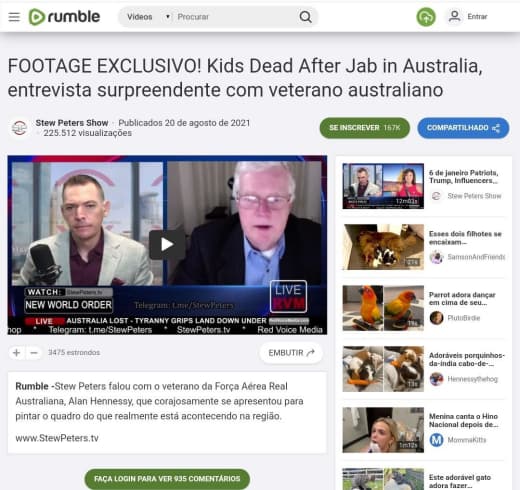 rumble
Vídeos
Procurar
Entrar
FOOTAGE EXCLUSIVO! Kids Dead After Jab in Australia,
entrevista surpreendente com veterano australiano
Stew Peters Show · Publicados 20 de agosto de 2021
· 225.512 visualizações
SE INSCREVER 167K
COMPARTILHADO
WATCH: StewPeters.tv
NEW WORLD ORDER
Telegram: t.me/StewPeters
LIVE
RVM
LIVE AUSTRALIA LOST - TYRANNY GRIPS LAND DOWN UNDER
hop * Telegram: t.me/StewPeters * StewPeters.tv * Red Voice Media
+ − 3475 estrondos
EMBUTIR
Rumble -Stew Peters falou com o veterano da Força Aérea Real
Australiana, Alan Hennessy, que corajosamente se apresentou para
pintar o quadro do que realmente está acontecendo na região.
www.StewPeters.tv
FAÇA LOGIN PARA VER 935 COMENTÁRIOS
6 de janeiro Patriots,
Trump, Influencers...
Stew Peters Show
12m03s
Esses dois filhotes se
encaixam...
SamsonAndFriends
21s
Parrot adora dançar
em cima de seu...
PlutoBirdie
19s
Adoráveis porquinhos-
da-índia cabo-de-...
Hennessythehog
13s
Menina canta o Hino
Nacional depois de...
M MommaKitts
1m12s
Este adorável gato
adora fazer...